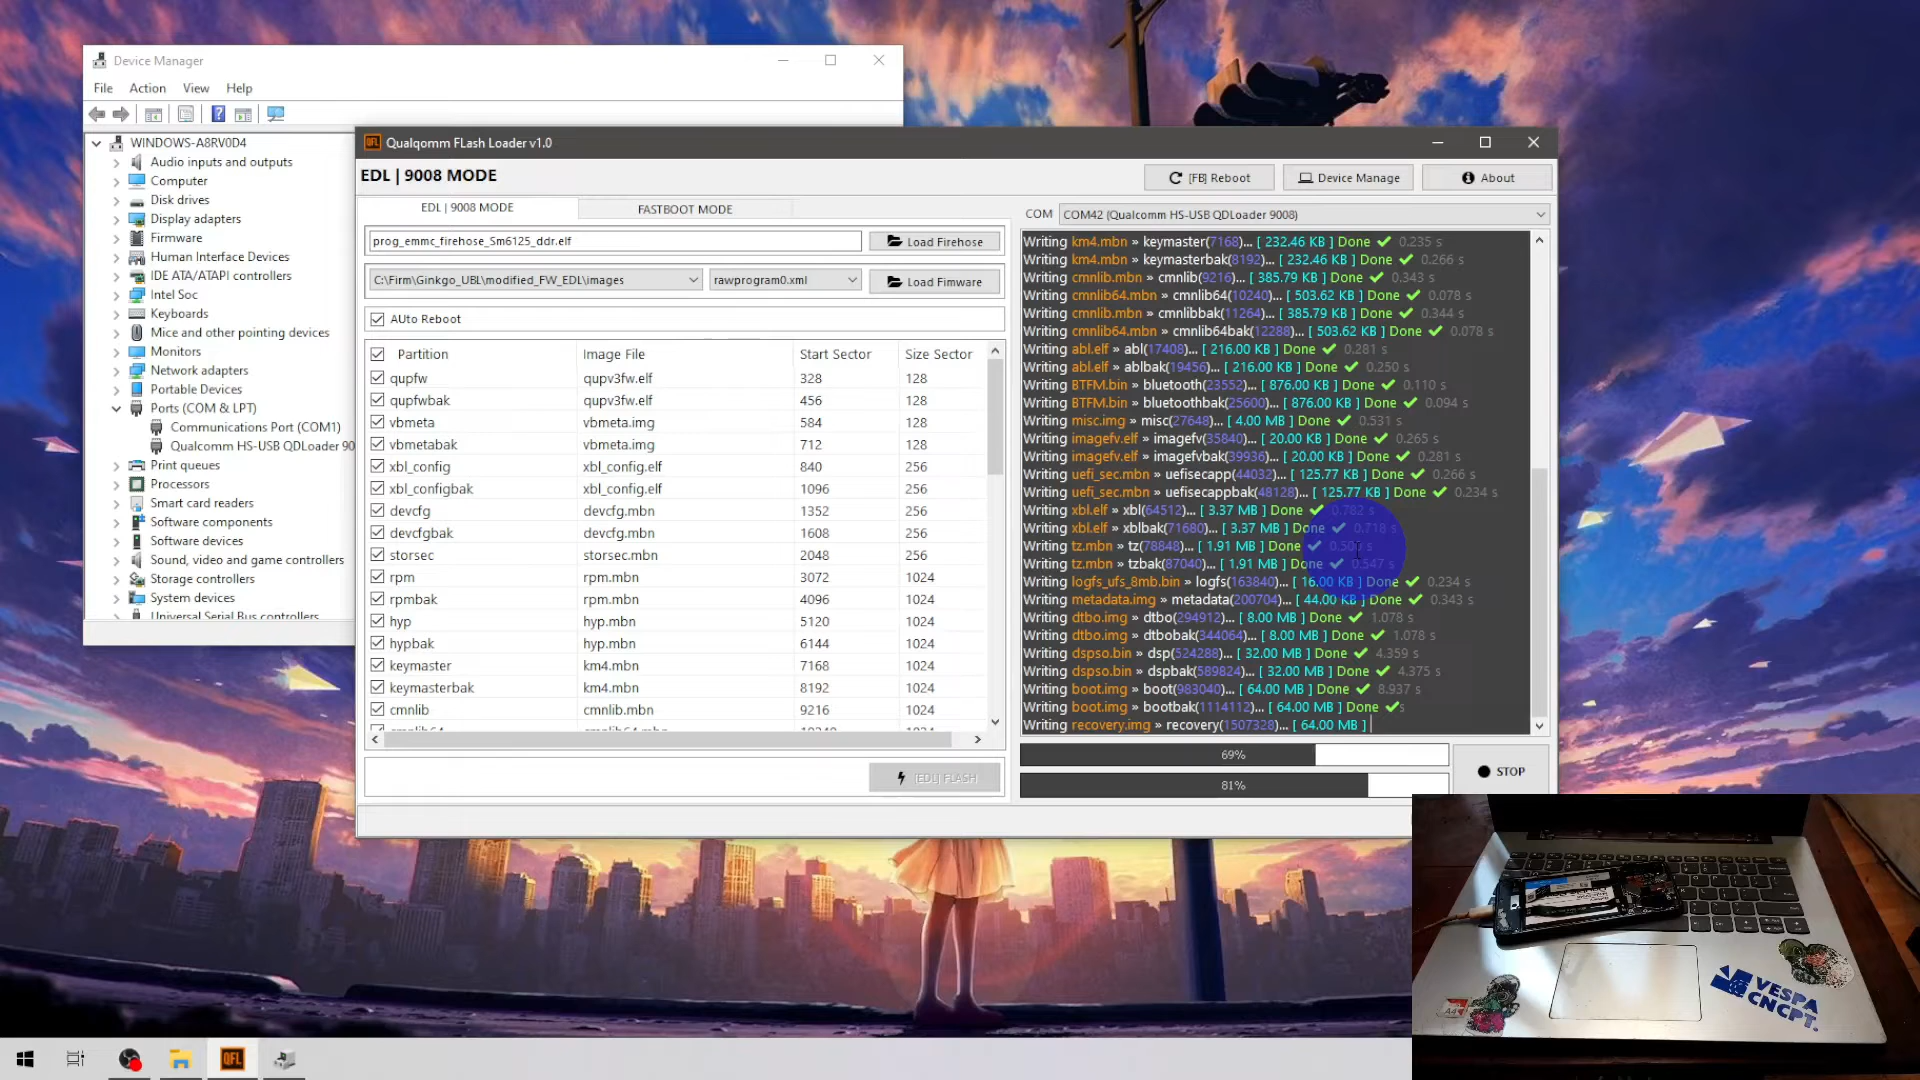 Device Manager
File Action View Help
WINDOWS-A8RV0D4
Audio inputs and outputs
Computer
Disk drives
Display adapters
Firmware
Human Interface Devices
IDE ATA/ATAPI controllers
Intel Soc
Keyboards
Mice and other pointing devices
Monitors
Network adapters
Portable Devices
Ports (COM & LPT)
Communications Port (COM1)
Qualcomm HS-USB QDLoader 90
Print queues
Processors
Smart card readers
Software components
Software devices
Sound, video and game controllers
Storage controllers
System devices
Universal Serial Bus controllers
QFL Qualqomm FLash Loader v1.0
EDL | 9008 MODE
[FB] Reboot Device Manage About
EDL | 9008 MODE FASTBOOT MODE
prog_emmc_firehose_Sm6125_ddr.elf Load Firehose
C:\Firm\Ginkgo_UBL\modified_FW_EDL\images rawprogram0.xml Load Fimware
AUto Reboot
Partition Image File Start Sector Size Sector
qupfw qupv3fw.elf 328 128
qupfwbak qupv3fw.elf 456 128
vbmeta vbmeta.img 584 128
vbmetabak vbmeta.img 712 128
xbl_config xbl_config.elf 840 256
xbl_configbak xbl_config.elf 1096 256
devcfg devcfg.mbn 1352 256
devcfgbak devcfg.mbn 1608 256
storsec storsec.mbn 2048 256
rpm rpm.mbn 3072 1024
rpmbak rpm.mbn 4096 1024
hyp hyp.mbn 5120 1024
hypbak hyp.mbn 6144 1024
keymaster km4.mbn 7168 1024
keymasterbak km4.mbn 8192 1024
cmnlib cmnlib.mbn 9216 1024
[EDL] FLASH
COM COM42 (Qualcomm HS-USB QDLoader 9008)
Writing km4.mbn » keymaster(7168)... [ 232.46 KB ] Done ✔ 0.235 s
Writing km4.mbn » keymasterbak(8192)... [ 232.46 KB ] Done ✔ 0.266 s
Writing cmnlib.mbn » cmnlib(9216)... [ 385.79 KB ] Done ✔ 0.343 s
Writing cmnlib64.mbn » cmnlib64(10240)... [ 503.62 KB ] Done ✔ 0.078 s
Writing cmnlib.mbn » cmnlibbak(11264)... [ 385.79 KB ] Done ✔ 0.344 s
Writing cmnlib64.mbn » cmnlib64bak(12288)... [ 503.62 KB ] Done ✔ 0.078 s
Writing abl.elf » abl(17408)... [ 216.00 KB ] Done ✔ 0.281 s
Writing abl.elf » ablbak(19456)... [ 216.00 KB ] Done ✔ 0.250 s
Writing BTFM.bin » bluetooth(23552)... [ 876.00 KB ] Done ✔ 0.110 s
Writing BTFM.bin » bluetoothbak(25600)... [ 876.00 KB ] Done ✔ 0.094 s
Writing misc.img » misc(27648)... [ 4.00 MB ] Done ✔ 0.531 s
Writing imagefv.elf » imagefv(35840)... [ 20.00 KB ] Done ✔ 0.265 s
Writing imagefv.elf » imagefvbak(39936)... [ 20.00 KB ] Done ✔ 0.281 s
Writing uefi_sec.mbn » uefisecapp(44032)... [ 125.77 KB ] Done ✔ 0.266 s
Writing uefi_sec.mbn » uefisecappbak(48128)... [ 125.77 KB ] Done ✔ 0.234 s
Writing xbl.elf » xbl(64512)... [ 3.37 MB ] Done ✔ 0.782 s
Writing xbl.elf » xblbak(71680)... [ 3.37 MB ] Done ✔ 0.718 s
Writing tz.mbn » tz(78848)... [ 1.91 MB ] Done ✔ s
Writing tz.mbn » tzbak(87040)... [ 1.91 MB ] Done ✔ 0.547 s
Writing logfs_ufs_8mb.bin » logfs(163840)... [ 16.00 KB ] Done ✔ 0.234 s
Writing metadata.img » metadata(200704)... [ 44.00 KB ] Done ✔ 0.343 s
Writing dtbo.img » dtbo(294912)... [ 8.00 MB ] Done ✔ 1.078 s
Writing dtbo.img » dtbobak(344064)... [ 8.00 MB ] Done ✔ 1.078 s
Writing dspso.bin » dsp(524288)... [ 32.00 MB ] Done ✔ 4.359 s
Writing dspso.bin » dspbak(589824)... [ 32.00 MB ] Done ✔ 4.375 s
Writing boot.img » boot(983040)... [ 64.00 MB ] Done ✔ 8.937 s
Writing boot.img » bootbak(1114112)... [ 64.00 MB ] Done ✔s
Writing recovery.img » recovery(1507328)... [ 64.00 MB ]
69%
81%
STOP
VESPA
CNCPT.
QFL